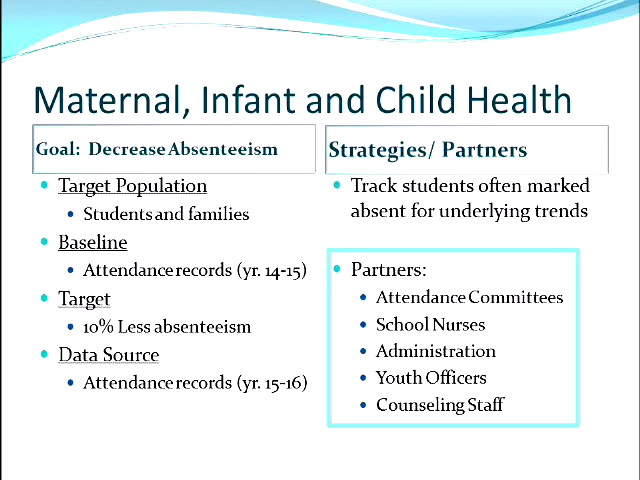 Maternal, Infant and Child Health
Goal: Decrease Absenteeism
Target Population
Students and families
Baseline
Attendance records (yr. 14-15)
Target
10% Less absenteeism
Data Source
Attendance records (yr. 15-16)
Strategies/ Partners
Track students often marked
absent for underlying trends
Partners:
Attendance Committees
School Nurses
Administration
Youth Officers
Counseling Staff